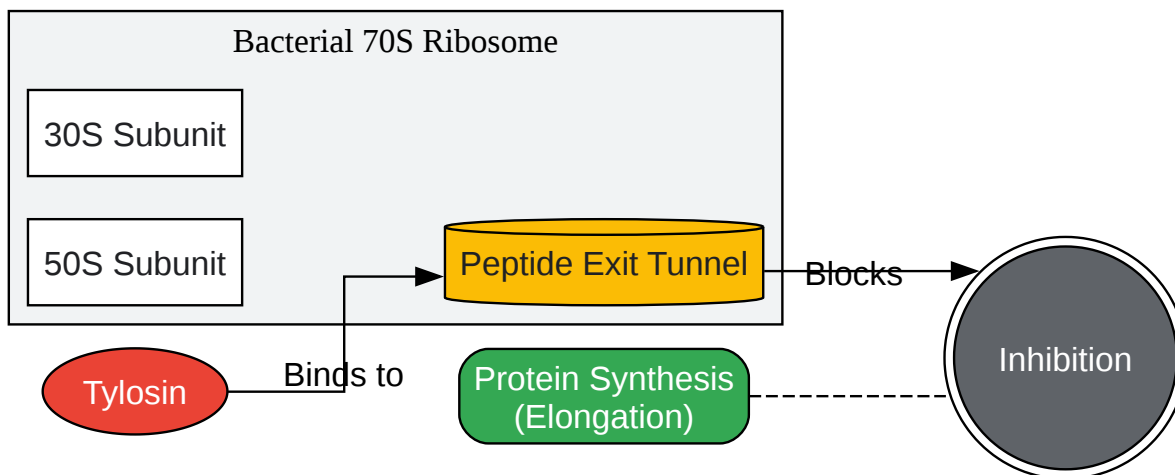 Bacterial 70S Ribosome
30S Subunit
50S Subunit
Peptide Exit Tunnel
Blocks
Tylosin
Binds to
Protein Synthesis
(Elongation)
Inhibition